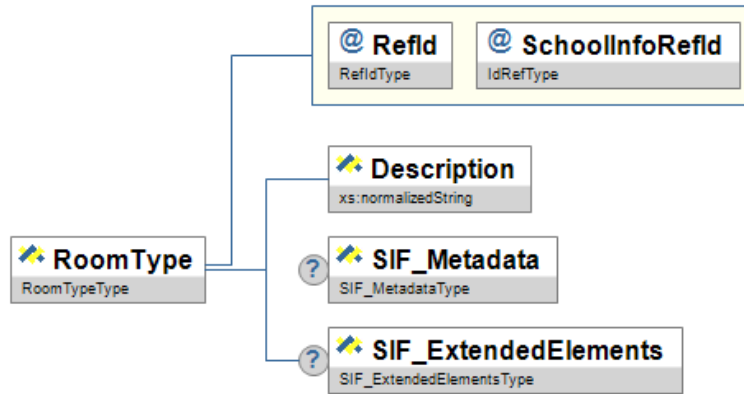 @ RefId
RefIdType
@ SchoolInfoRefId
IdRefType
Description
xs:normalizedString
RoomType
RoomTypeType
? SIF_Metadata
SIF_MetadataType
? SIF_ExtendedElements
SIF_ExtendedElementsType